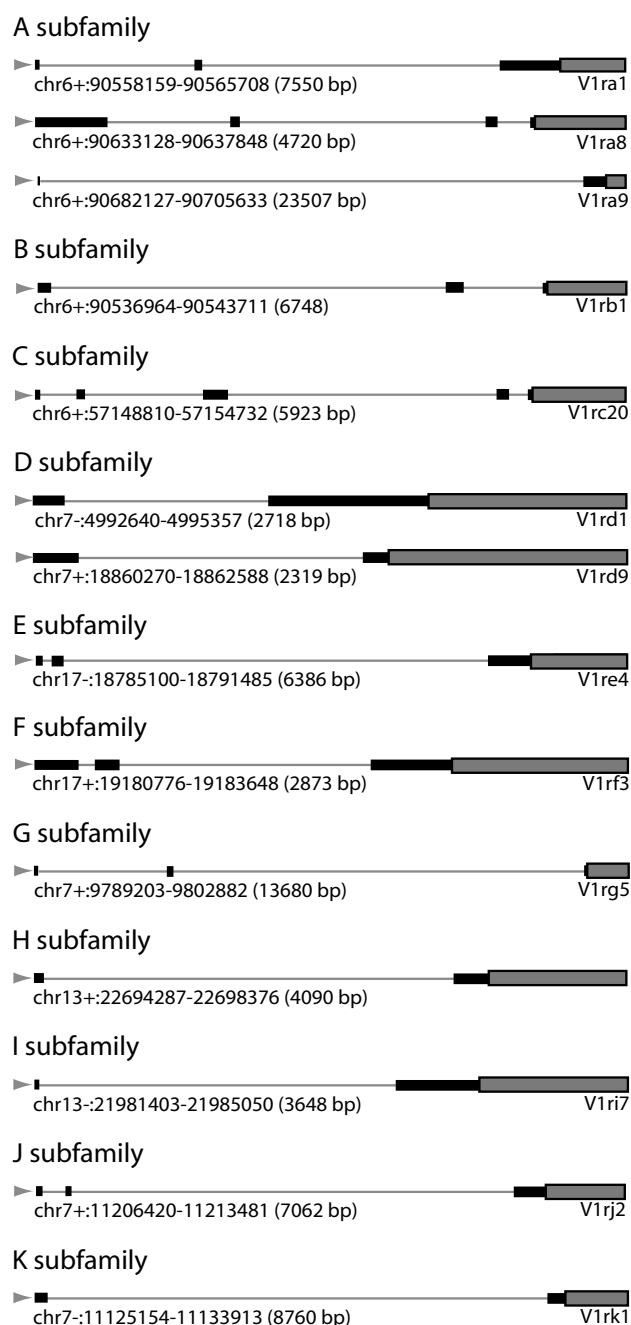 A subfamily
chr6+:90558159-90565708 (7550 bp) V1ra1
chr6+:90633128-90637848 (4720 bp) V1ra8
chr6+:90682127-90705633 (23507 bp) V1ra9
B subfamily
chr6+:90536964-90543711 (6748) V1rb1
C subfamily
chr6+:57148810-57154732 (5923 bp) V1rc20
D subfamily
chr7-:4992640-4995357 (2718 bp) V1rd1
chr7+:18860270-18862588 (2319 bp) V1rd9
E subfamily
chr17-:18785100-18791485 (6386 bp) V1re4
F subfamily
chr17+:19180776-19183648 (2873 bp) V1rf3
G subfamily
chr7+:9789203-9802882 (13680 bp) V1rg5
H subfamily
chr13+:22694287-22698376 (4090 bp)
I subfamily
chr13-:21981403-21985050 (3648 bp) V1ri7
J subfamily
chr7+:11206420-11213481 (7062 bp) V1rj2
K subfamily
chr7-:11125154-11133913 (8760 bp) V1rk1